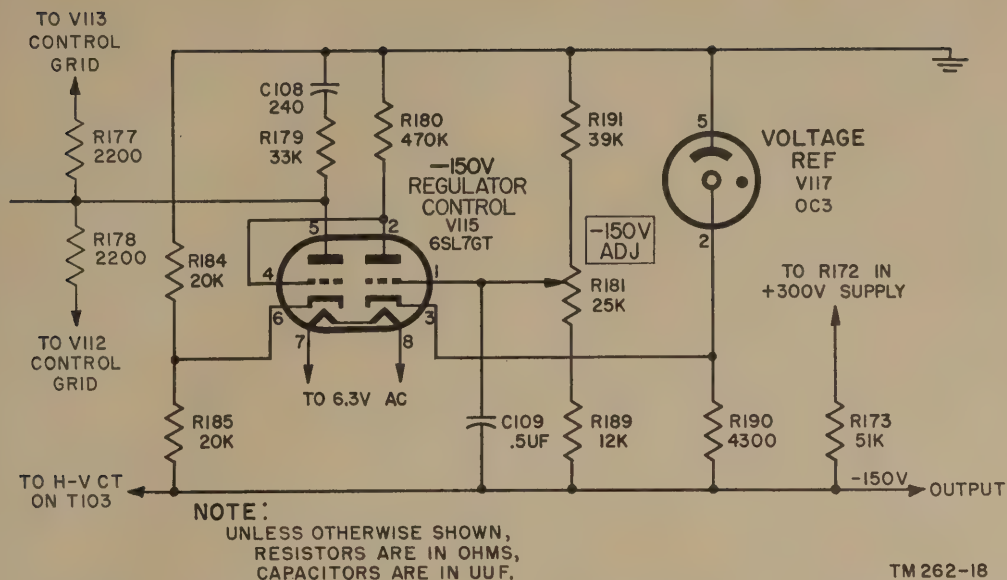 TO V113
CONTROL
GRID
C108
240
R177
2200
R179
33K
R180
470K
R191
39K
5
VOLTAGE
REF
V117
OC3
-150V
REGULATOR
CONTROL
V115
6SL7GT
5
2
2
R178
2200
R184
20K
4
1
-150V
ADJ
R181
25K
TO R172 IN
+300V SUPPLY
6
3
7
8
TO V112
CONTROL
GRID
TO 6.3V AC
R185
20K
C109
.5UF
R189
12K
R190
4300
R173
51K
TO H-V CT
ON T103
-150V
OUTPUT
NOTE:
UNLESS OTHERWISE SHOWN,
RESISTORS ARE IN OHMS,
CAPACITORS ARE IN UUF.
TM 262-18